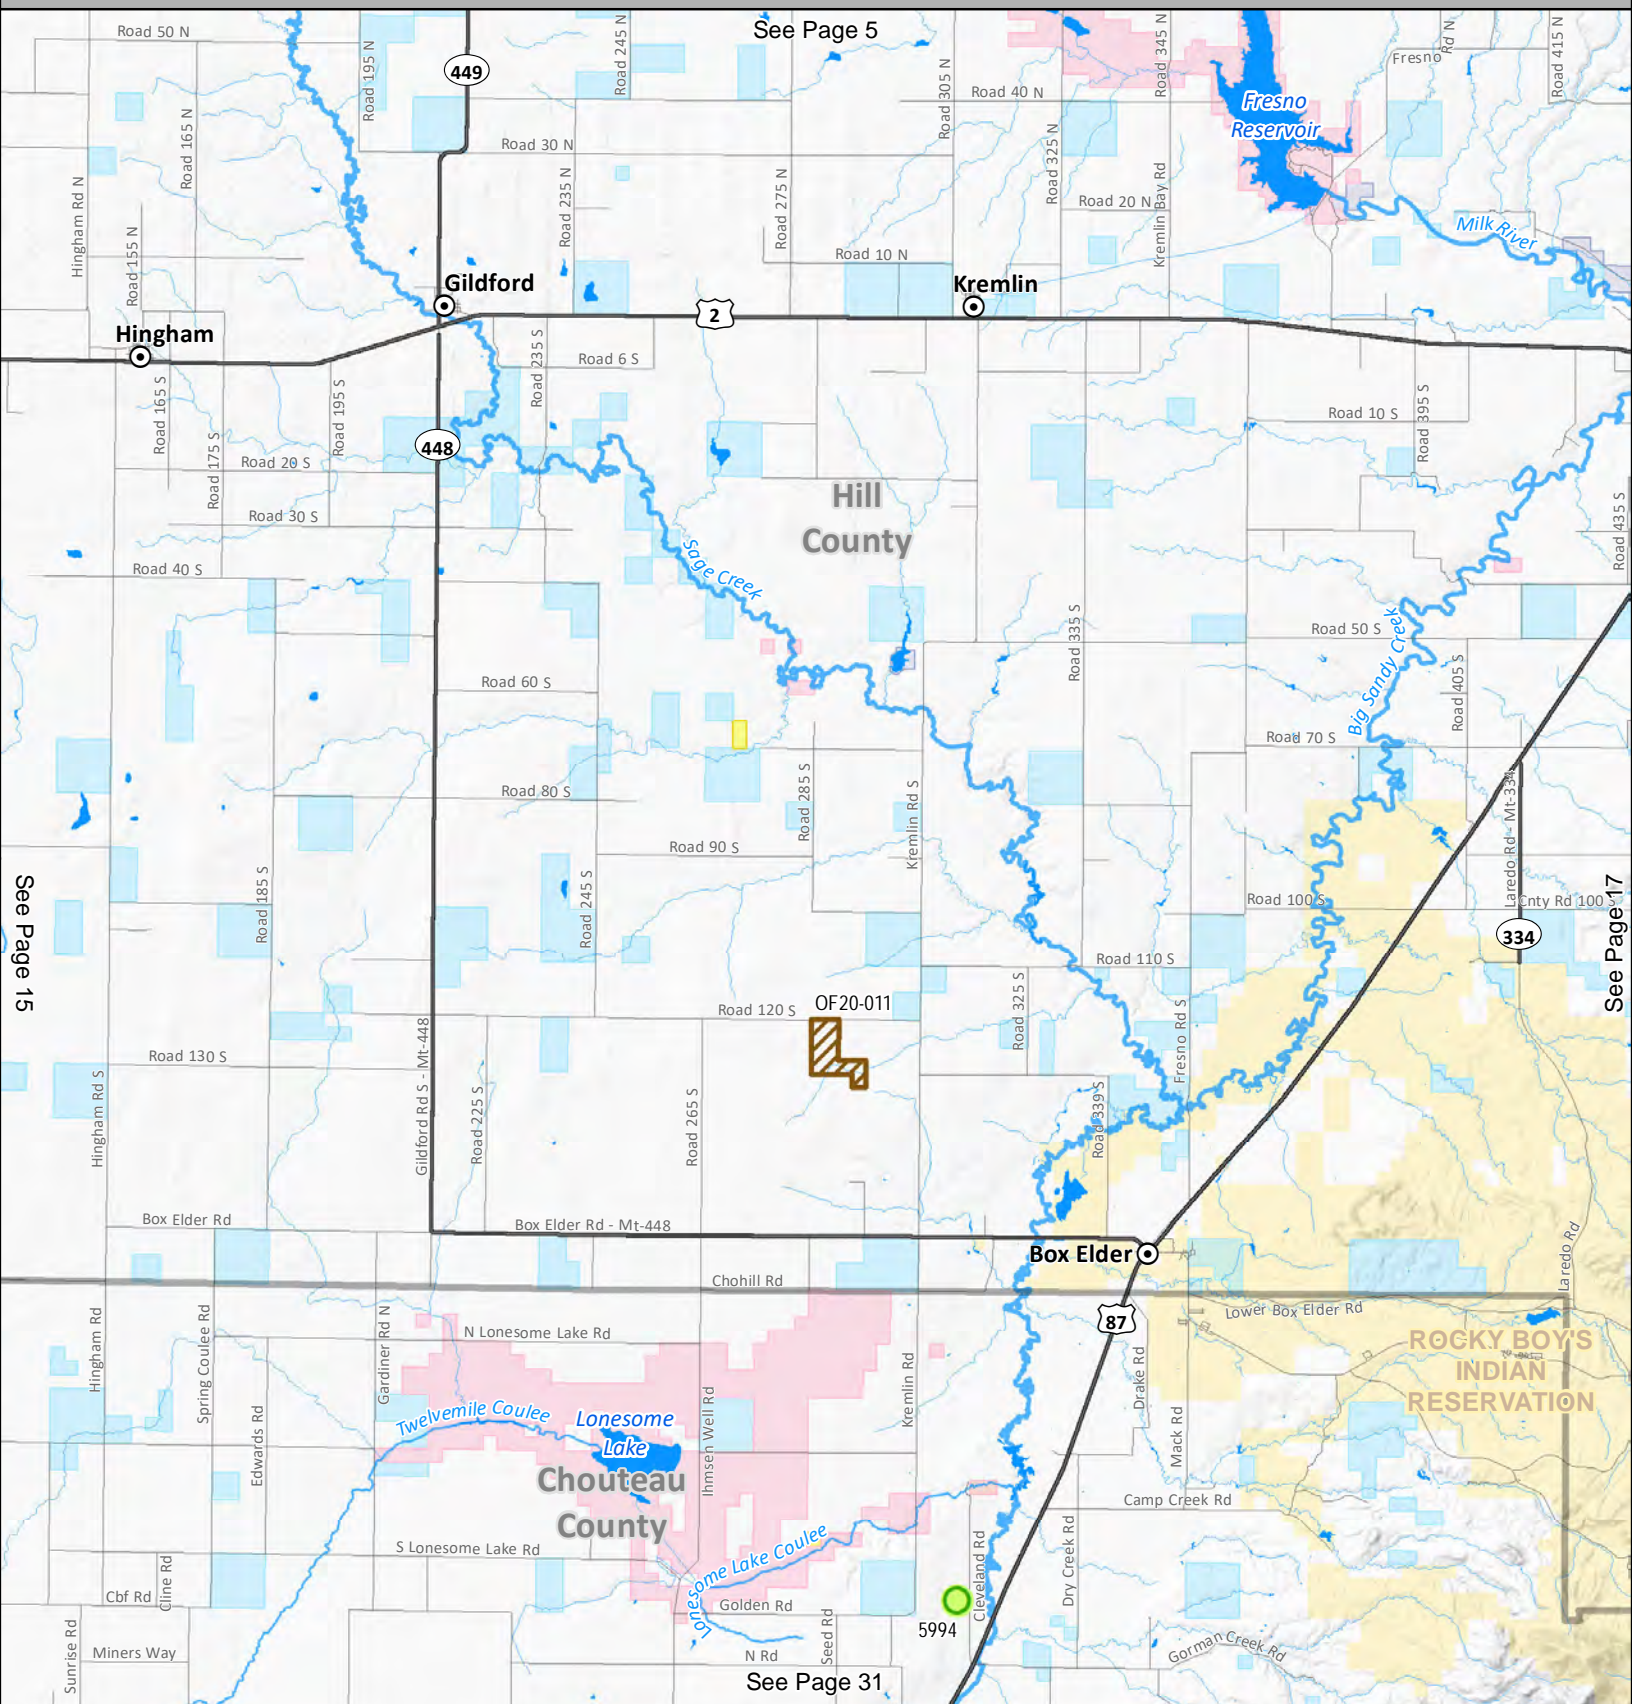 See Page 5
Road 50 N
Road 195 N
449
Road 245 N
Road 305 N
Road 345 N
Fresno
Rd N
Road 415 N
Road 40 N
Fresno
Reservoir
Road 165 N
Road 30 N
Road 325 N
Hingham Rd N
Road 155 N
Road 235 N
Road 275 N
Kremlin Bay Rd
Road 20 N
Milk River
Road 10 N
Gildford
Kremlin
2
Hingham
Road 235 S
Road 6 S
Road 165 S
Road 195 S
Road 395 S
Road 10 S
448
Road 175 S
Road 20 S
Hill
County
Road 30 S
Road 435 S
Sage Creek
Road 40 S
Road 335 S
Road 50 S
Big Sandy Creek
Road 405 S
Road 60 S
Road 70 S
Road 285 S
Kremlin Rd S
Road 80 S
Laredo Rd - Mt-334
Road 90 S
See Page 15
Road 185 S
Road 245 S
Road 100 S
Cnty Rd 100 S
See Page 17
334
Road 110 S
Road 325 S
OF20-011
Road 120 S
Fresno Rd S
Road 130 S
Gildford Rd S - Mt-448
Hingham Rd S
Road 225 S
Road 265 S
Road 339 S
Box Elder Rd
Box Elder Rd - Mt-448
Box Elder
Laredo Rd
Chohill Rd
Lower Box Elder Rd
87
Hingham Rd
Spring Coulee Rd
Gardiner Rd N
N Lonesome Lake Rd
Kremlin Rd
Drake Rd
ROCKY BOY'S
INDIAN
RESERVATION
Edwards Rd
Twelvemile Coulee
Lonesome
Lake
Ihmsen Well Rd
Mack Rd
Chouteau
County
Camp Creek Rd
S Lonesome Lake Rd
Lonesome Lake Coulee
Cleveland Rd
Dry Creek Rd
Cbf Rd
Cline Rd
Golden Rd
5994
Sunrise Rd
Miners Way
Seed Rd
N Rd
Gorman Creek Rd
See Page 31